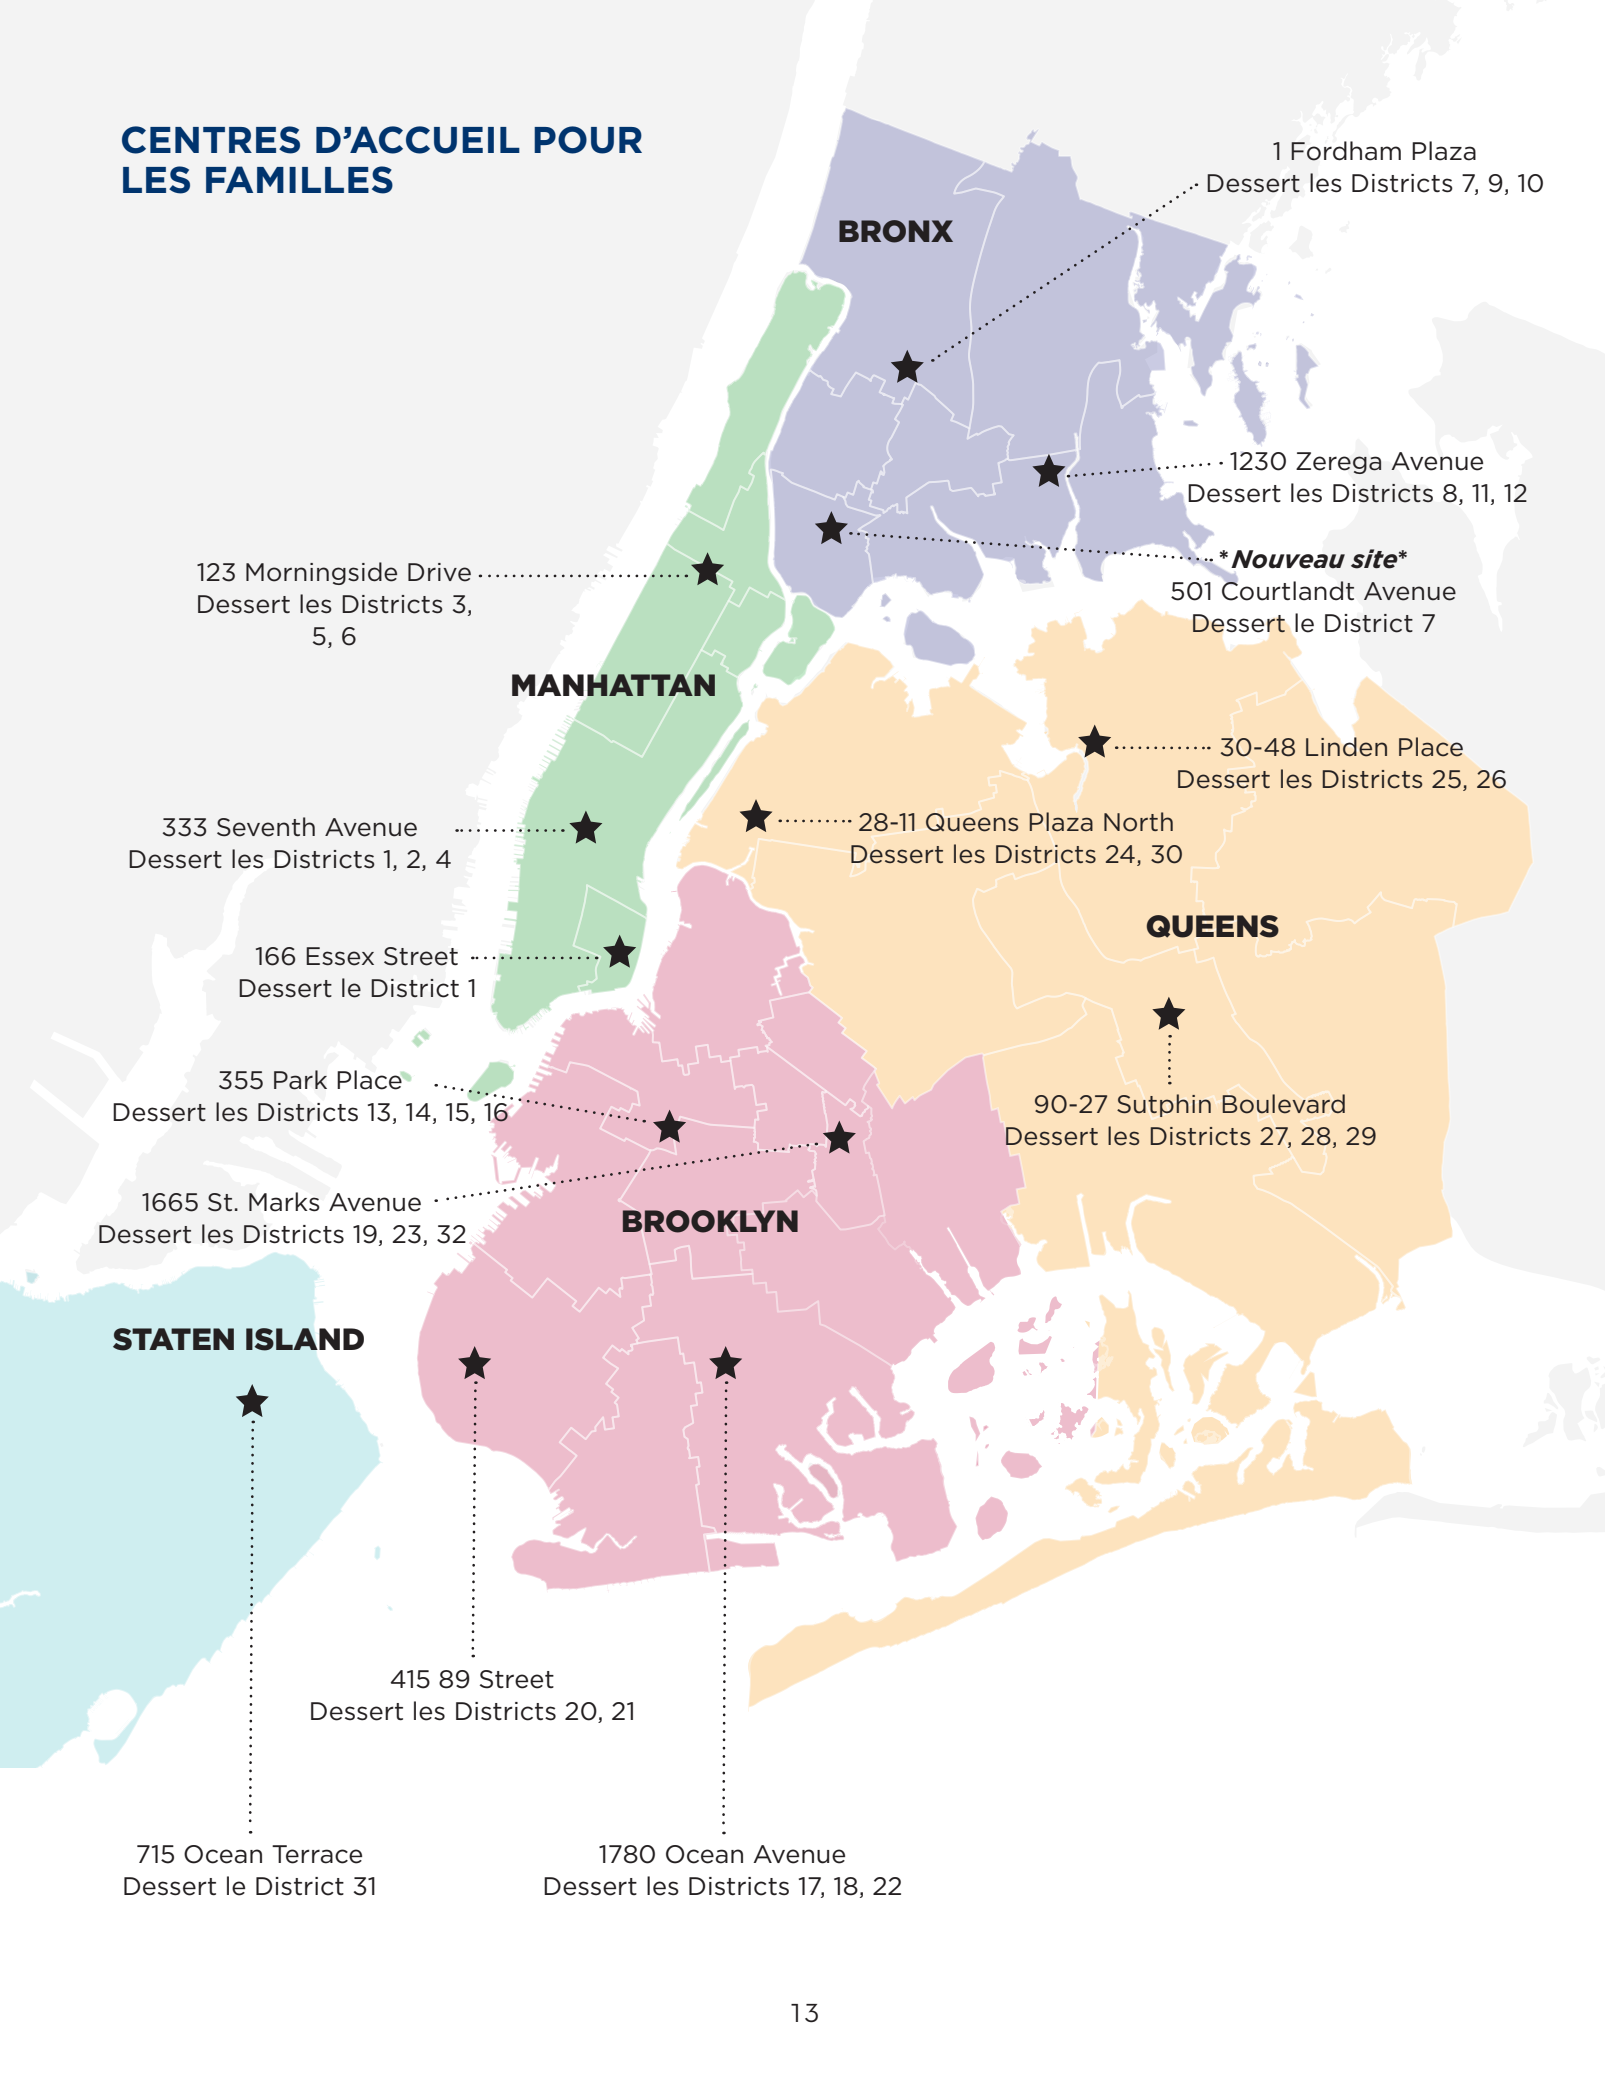 CENTRES D’ACCUEIL POUR
LES FAMILLES
1 Fordham Plaza
Dessert les Districts 7, 9, 10
BRONX
1230 Zerega Avenue
Dessert les Districts 8, 11, 12
*Nouveau site*
501 Courtlandt Avenue
Dessert le District 7
123 Morningside Drive
Dessert les Districts 3,
5, 6
MANHATTAN
30-48 Linden Place
Dessert les Districts 25, 26
333 Seventh Avenue
Dessert les Districts 1, 2, 4
28-11 Queens Plaza North
Dessert les Districts 24, 30
QUEENS
166 Essex Street
Dessert le District 1
355 Park Place
Dessert les Districts 13, 14, 15, 16
90-27 Sutphin Boulevard
Dessert les Districts 27, 28, 29
1665 St. Marks Avenue
Dessert les Districts 19, 23, 32
BROOKLYN
STATEN ISLAND
415 89 Street
Dessert les Districts 20, 21
715 Ocean Terrace
Dessert le District 31
1780 Ocean Avenue
Dessert les Districts 17, 18, 22
13